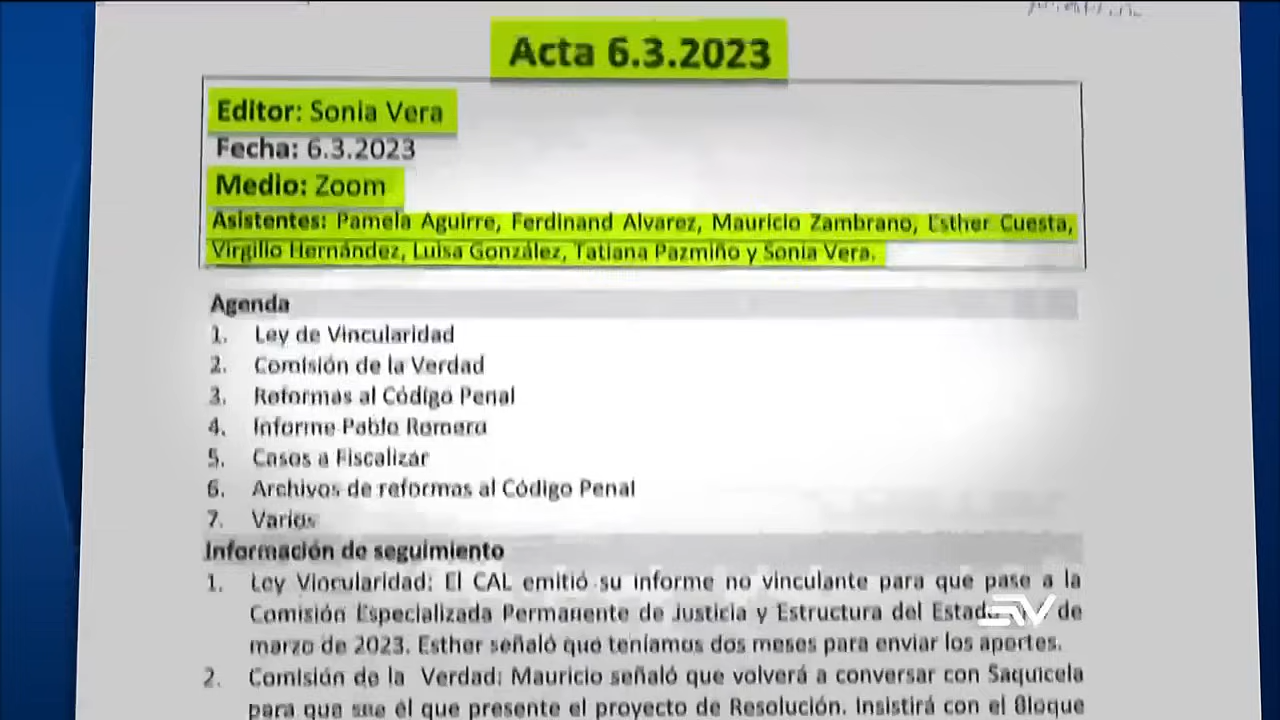 Acta 6.3.2023
Editor: Sonia Vera
Fecha: 6.3.2023
Medio: Zoom
Asistentes: Pamela Aguirre, Ferdinand Alvarez, Mauricio Zambrano, Esther Cuesta,
Virgilio Hernández, Luisa González, Tatiana Pazmiño y Sonia Vera.
Agenda
1. Ley de Vincularidad
2. Comisión de la Verdad
3. Reformas al Código Penal
4. Informe Pablo Romero
5. Casos a Fiscalizar
6. Archivos de reformas al Código Penal
7. Varios
Información de seguimiento
1. Ley Vincularidad: El CAL emitió su informe no vinculante para que pase a la
Comisión Especializada Permanente de Justicia y Estructura del Estado de
marzo de 2023. Esther señaló que teníamos dos meses para enviar los aportes.
2. Comisión de la Verdad: Mauricio señaló que volverá a conversar con Saquicela
para que sea él que presente el proyecto de Resolución. Insistirá con el Bloque